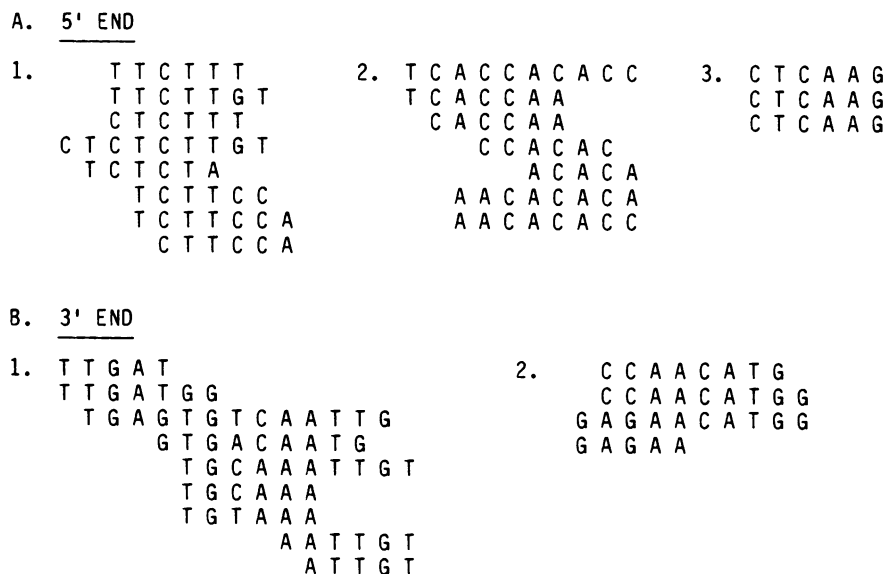 A. 5' END
1. T T C T T T
T T C T T G T
C T C T T T
C T C T C T T G T
T C T C T A
T C T T C C
T C T T C C A
C T T C C A
2. T C A C C A C A C C
T C A C C A A
C A C C A A
C C A C A C
A C A C A
A A C A C A C A
A A C A C A C C
3. C T C A A G
C T C A A G
C T C A A G
B. 3' END
1. T T G A T
T T G A T G G
T G A G T G T C A A T T G
G T G A C A A T G
T G C A A A T T G T
T G C A A A
T G T A A A
A A T T G T
A T T G T
2. C C A A C A T G
C C A A C A T G G
G A G A A C A T G G
G A G A A